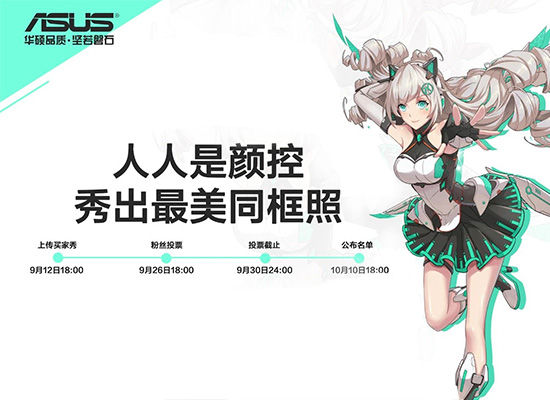 ASUS®
华硕品质·坚若磐石
人人是颜控
秀出最美同框照
上传买家秀 粉丝投票 投票截止 公布名单
9月12日18:00 9月26日18:00 9月30日24:00 10月10日18:00